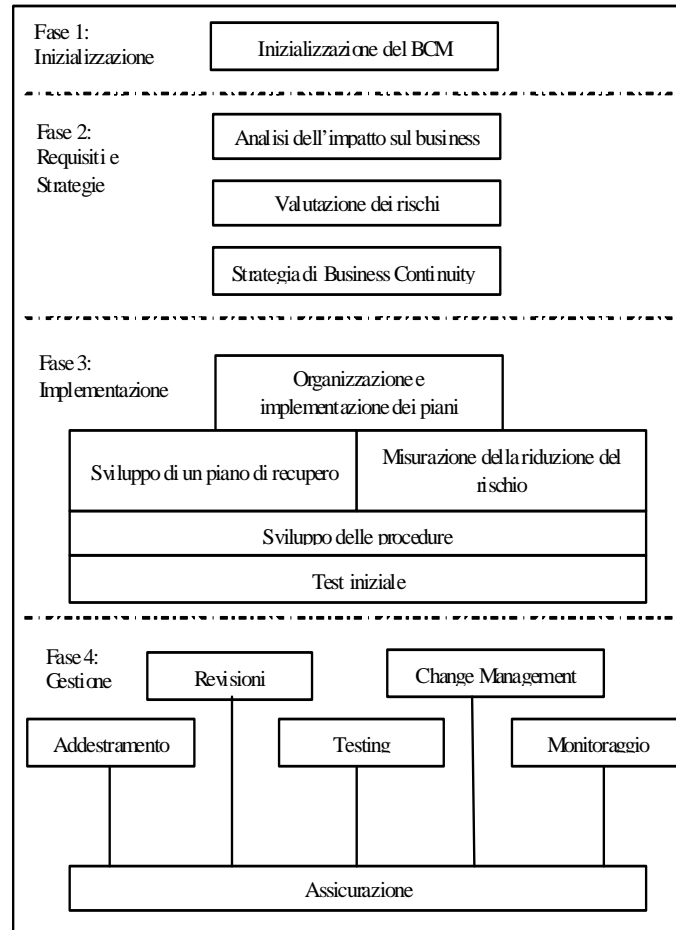 Fase 1:
Inizializzazione
Inizializzazione del BCM
Fase 2:
Requisiti e
Strategie
Analisi dell'impatto sul business
Valutazione dei rischi
Strategia di Business Continuity
Fase 3:
Implementazione
Organizzazione e
implementazione dei piani
Sviluppo di un piano di recupero
Misurazione della riduzione del
rischio
Sviluppo delle procedure
Test iniziale
Fase 4:
Gestione
Revisioni
Change Management
Addestramento
Testing
Monitoraggio
Assicurazione